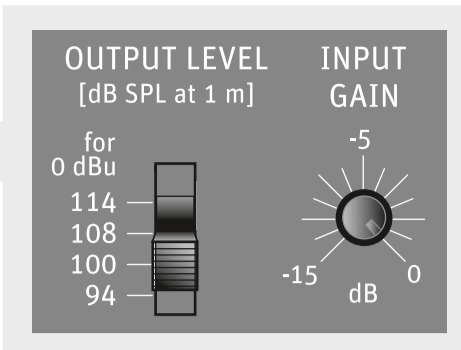 OUTPUT LEVEL
[dB SPL at 1 m]
for
0 dBu
114
108
100
94
INPUT
GAIN
-5
-15
0
dB